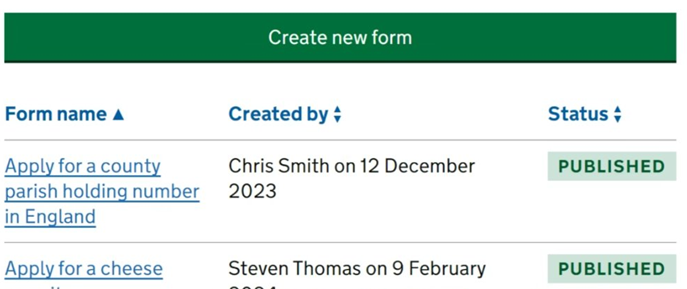 Create new form
Form name ▲ Created by Status
Apply for a county parish holding number in England
Chris Smith on 12 December 2023
PUBLISHED
Apply for a cheese
Steven Thomas on 9 February
PUBLISHED